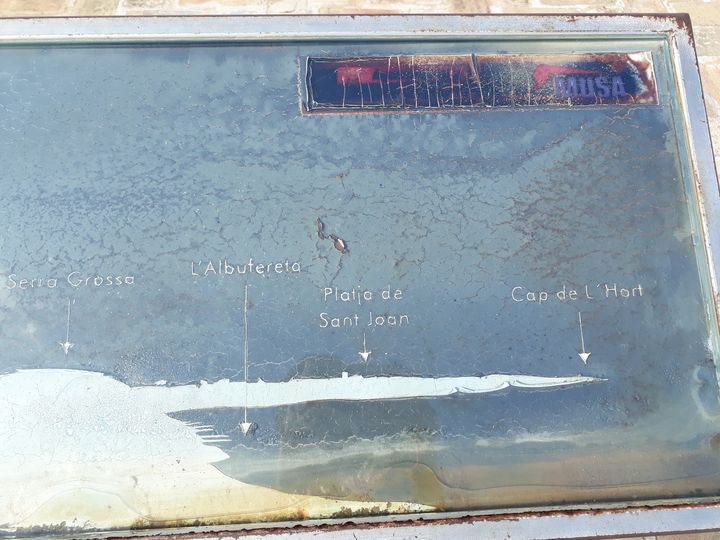 MUSA
Serra Grossa
L'Albufereta
Platja de
Sant Joan
Cap de L'Hort